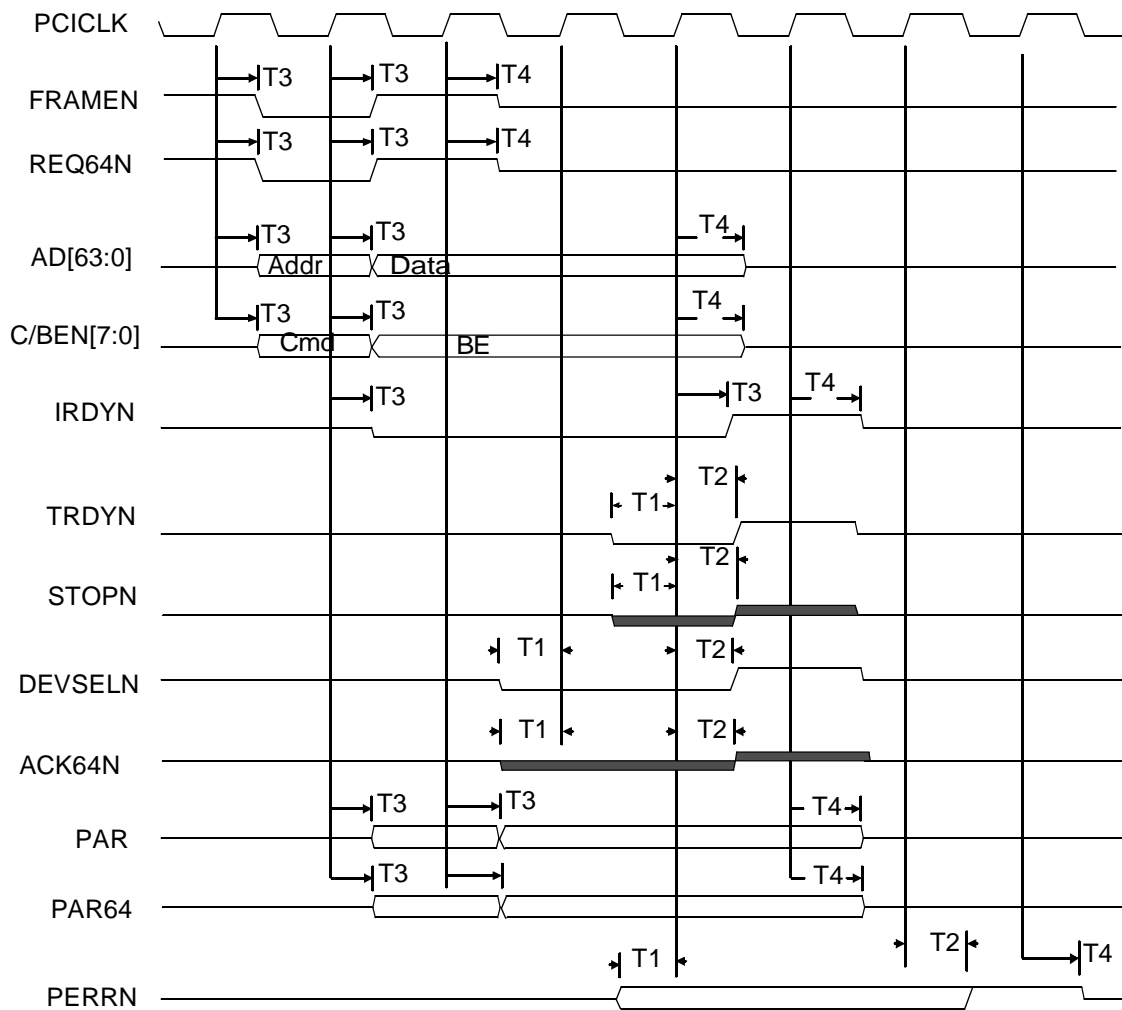 PCICLK
T3 T3 T4
FRAMEN
T3 T3 T4
REQ64N
T3 T3 T4
AD[63:0] Addr Data
T3 T3 T4
C/BEN[7:0] Cmd BE
T3 T3 T4
IRDYN
T1 T2
TRDYN
T1 T2
STOPN
T1 T2
DEVSELN
T1 T2
ACK64N
T3 T3 T4
PAR
T3 T4
PAR64
T1 T2 T4
PERRN